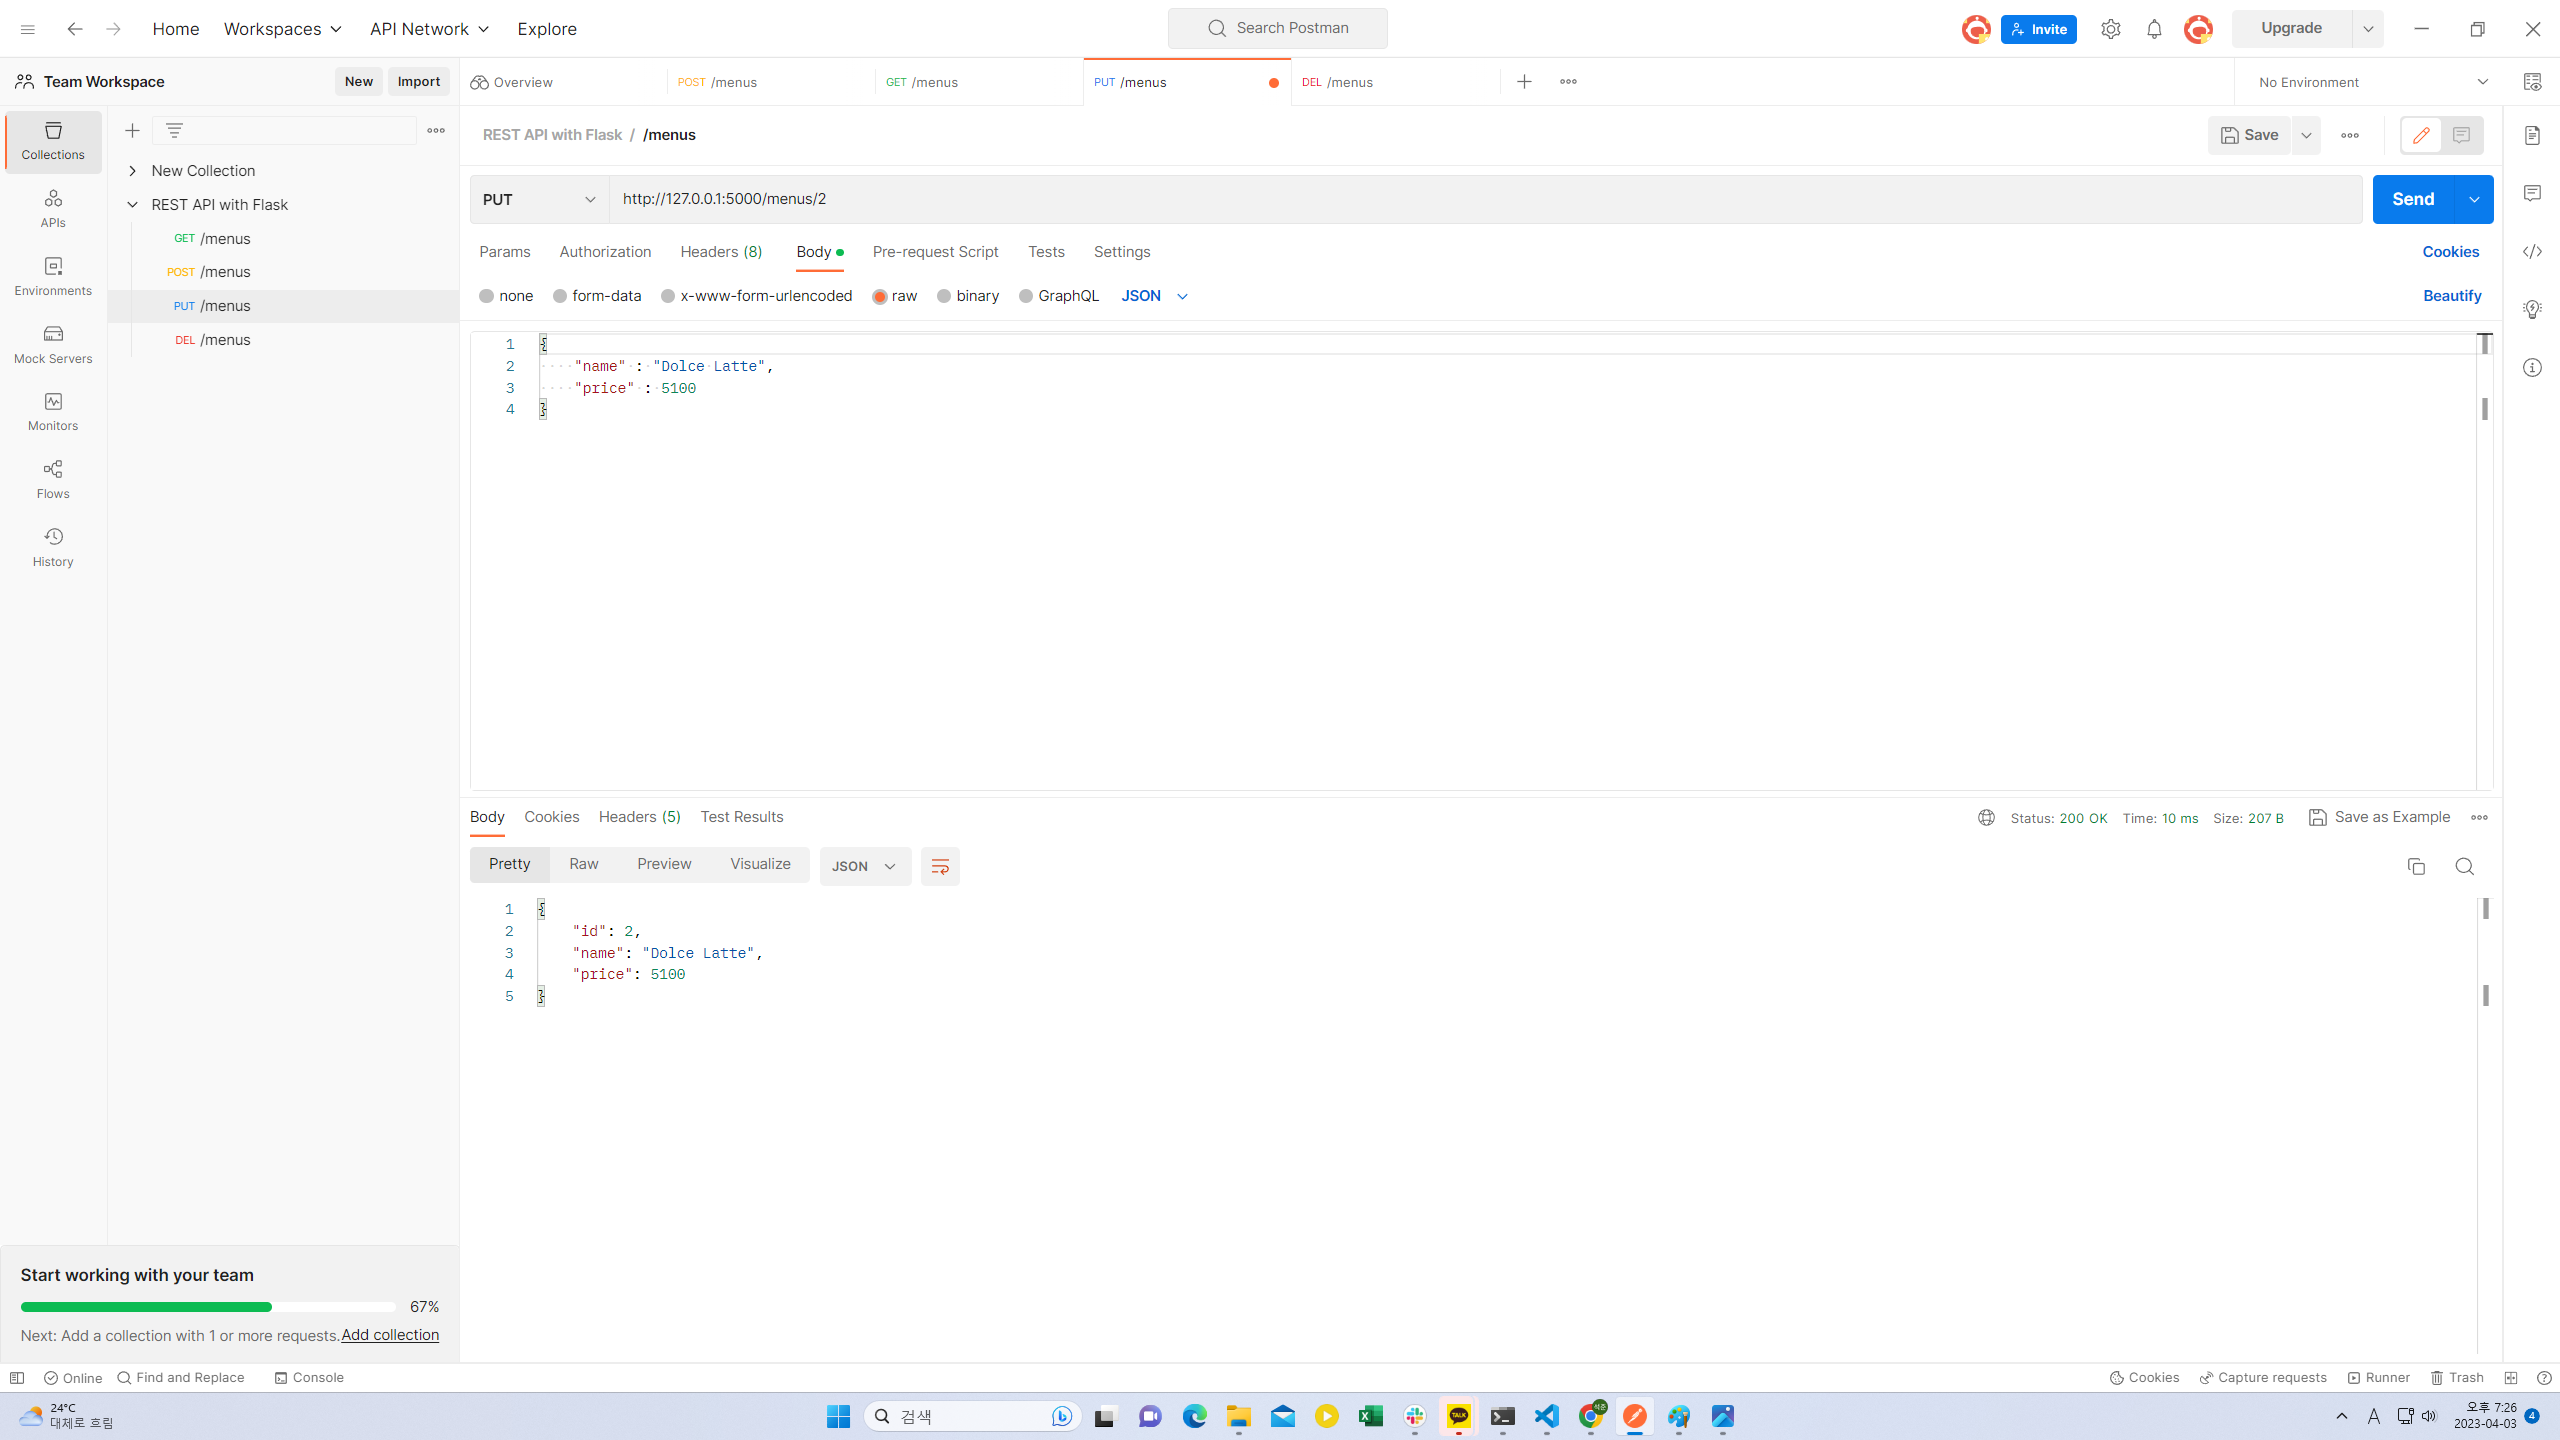 Home Workspaces API Network Explore
Search Postman
Invite
Upgrade
Team Workspace New Import
Overview POST /menus GET /menus PUT /menus DEL /menus
No Environment
Collections
APIs
Environments
Mock Servers
Monitors
Flows
History
New Collection
REST API with Flask
GET /menus
POST /menus
PUT /menus
DEL /menus
REST API with Flask / /menus
Save
PUT http://127.0.0.1:5000/menus/2
Send
Params Authorization Headers (8) Body Pre-request Script Tests Settings
Cookies
none form-data x-www-form-urlencoded raw binary GraphQL JSON
Beautify
1 {
2 "name" : "Dolce Latte",
3 "price" : 5100
4 }
Body Cookies Headers (5) Test Results
Status: 200 OK Time: 10 ms Size: 207 B Save as Example
Pretty Raw Preview Visualize JSON
1 {
2 "id": 2,
3 "name": "Dolce Latte",
4 "price": 5100
5 }
Start working with your team
67%
Next: Add a collection with 1 or more requests. Add collection
Online Find and Replace Console
Cookies Capture requests Runner Trash
24°C
대체로 흐림
검색
TALK
석준
A
오후 7:26
2023-04-03
4